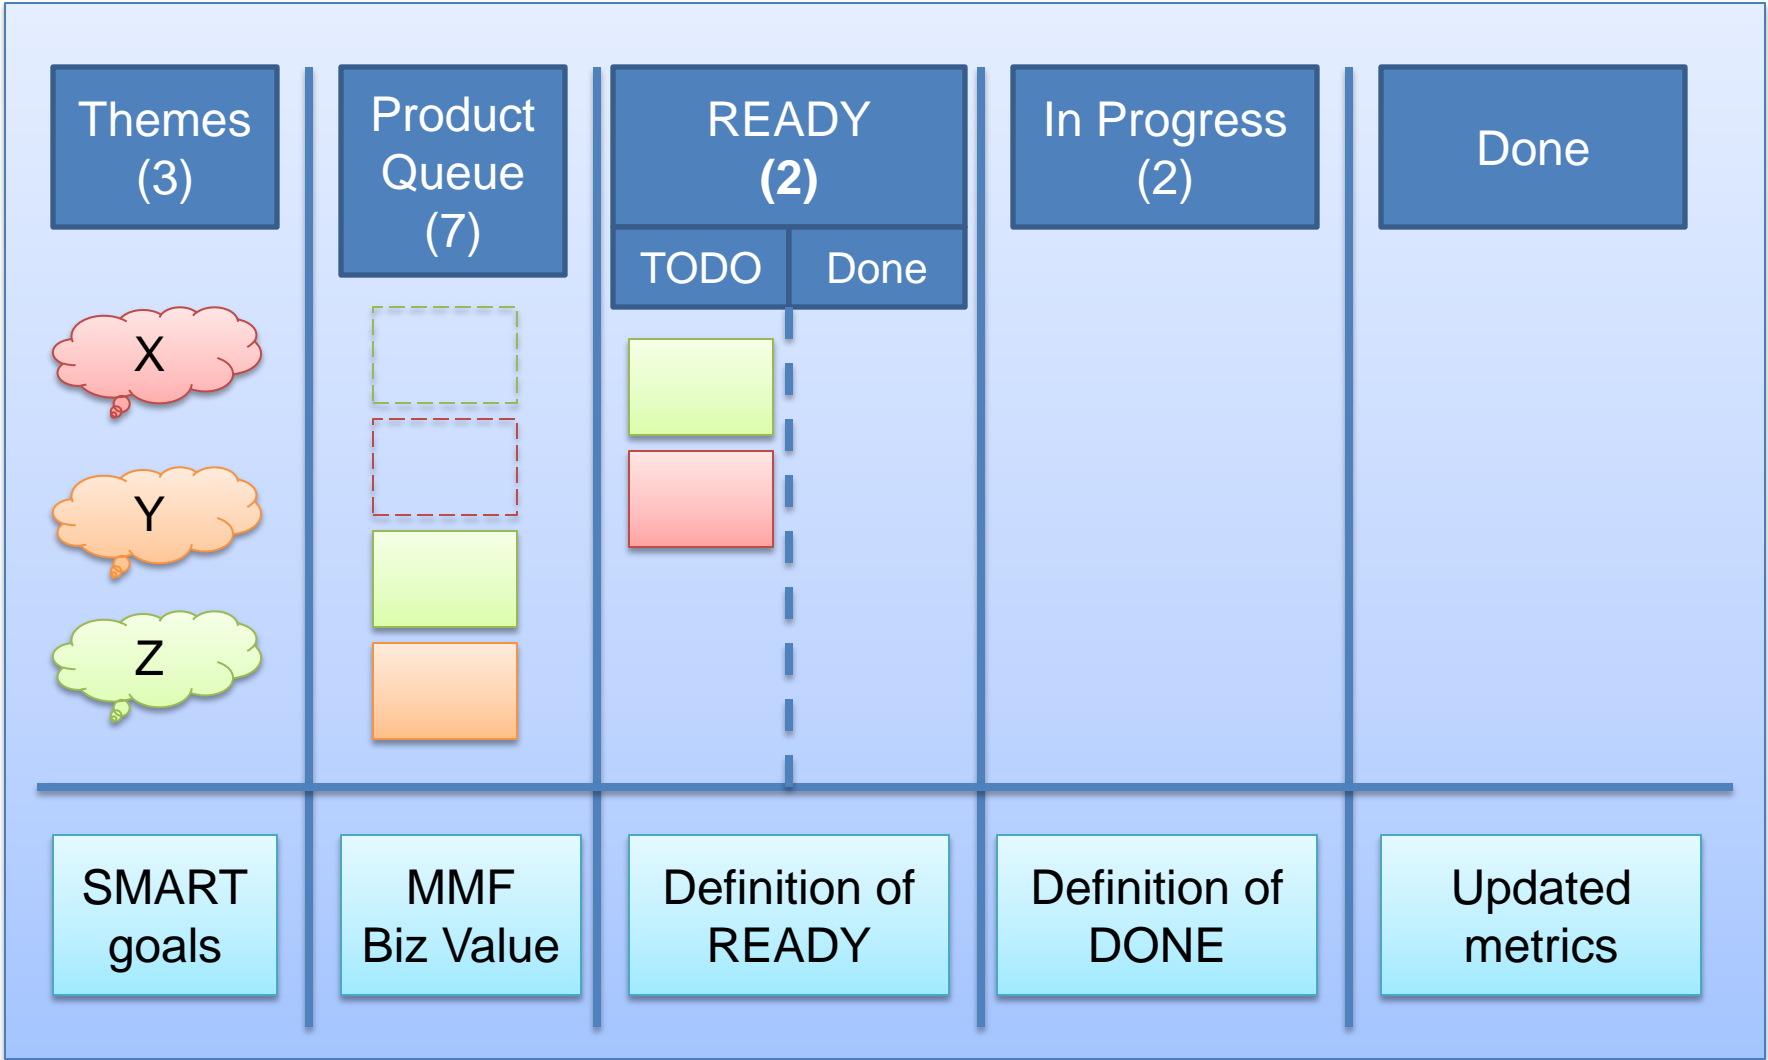 Themes
(3)
Product
Queue
(7)
READY
(2)
TODO
Done
In Progress
(2)
Done
X
Y
Z
SMART
goals
MMF
Biz Value
Definition of
READY
Definition of
DONE
Updated
metrics